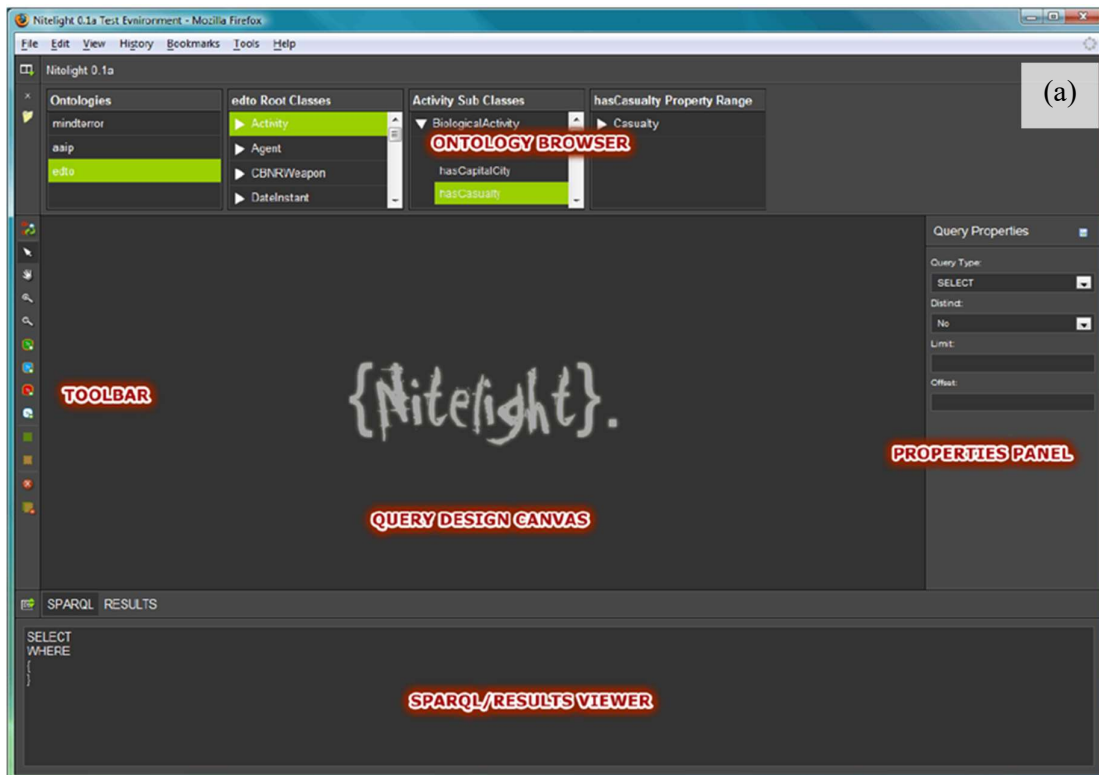 Nitelight 0.1a Test Evnironment - Mozilla Firefox
File Edit View History Bookmarks Tools Help
Nitelight 0.1a
(a)
Ontologies
mindterror
aaip
edto
edto Root Classes
Activity
Agent
CBNRWeapon
DateInstant
Activity Sub Classes
BiologicalActivity
hasCapitalCity
hasCasualty
hasCasualty Property Range
Casualty
ONTOLOGY BROWSER
Query Properties
Query Type:
SELECT
Distinct:
No
Limit:
Offset:
TOOLBAR
{Nitelight}.
PROPERTIES PANEL
QUERY DESIGN CANVAS
SPARQL RESULTS
SELECT
WHERE
{
}
SPARQL/RESULTS VIEWER